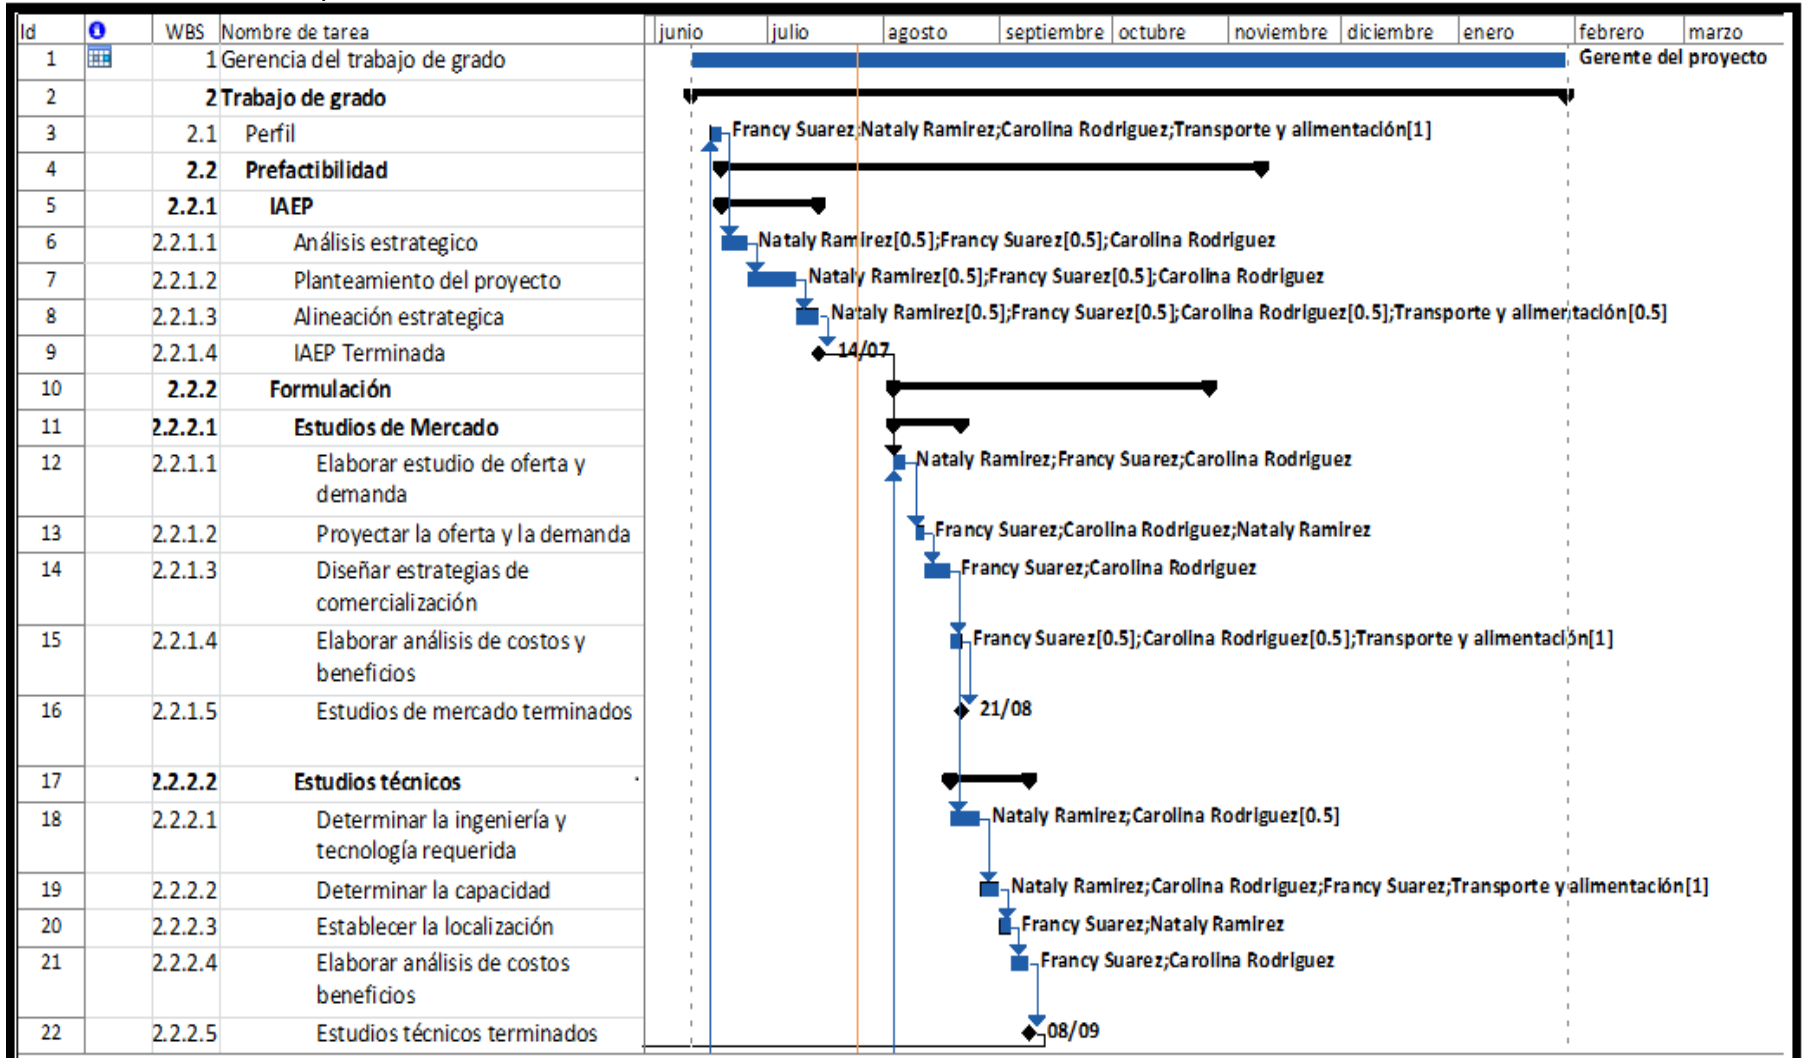 Id WBS Nombre de tarea junio julio agosto septiembre octubre noviembre diciembre enero febrero marzo
1 1 Gerencia del trabajo de grado Gerente del proyecto
2 2 Trabajo de grado
3 2.1 Perfil Francy Suarez;Nataly Ramirez;Carolina Rodriguez;Transporte y alimentación[1]
4 2.2 Prefactibilidad
5 2.2.1 IAEP
6 2.2.1.1 Análisis estrategico Nataly Ramirez[0.5];Francy Suarez[0.5];Carolina Rodriguez
7 2.2.1.2 Planteamiento del proyecto Nataly Ramirez[0.5];Francy Suarez[0.5];Carolina Rodriguez
8 2.2.1.3 Alineación estrategica Nataly Ramirez[0.5];Francy Suarez[0.5];Carolina Rodriguez[0.5];Transporte y alimentación[0.5]
9 2.2.1.4 IAEP Terminada 14/07
10 2.2.2 Formulación
11 2.2.2.1 Estudios de Mercado
12 2.2.1.1 Elaborar estudio de oferta y Nataly Ramirez;Francy Suarez;Carolina Rodriguez
demanda
13 2.2.1.2 Proyectar la oferta y la demanda Francy Suarez;Carolina Rodriguez;Nataly Ramirez
14 2.2.1.3 Diseñar estrategias de Francy Suarez;Carolina Rodriguez
comercialización
15 2.2.1.4 Elaborar análisis de costos y Francy Suarez[0.5];Carolina Rodriguez[0.5];Transporte y alimentación[1]
beneficios
16 2.2.1.5 Estudios de mercado terminados 21/08
17 2.2.2.2 Estudios técnicos
18 2.2.2.1 Determinar la ingeniería y Nataly Ramirez;Carolina Rodriguez[0.5]
tecnología requerida
19 2.2.2.2 Determinar la capacidad Nataly Ramirez;Carolina Rodriguez;Francy Suarez;Transporte y alimentación[1]
20 2.2.2.3 Establecer la localización Francy Suarez;Nataly Ramirez
21 2.2.2.4 Elaborar análisis de costos Francy Suarez;Carolina Rodriguez
beneficios
22 2.2.2.5 Estudios técnicos terminados 08/09